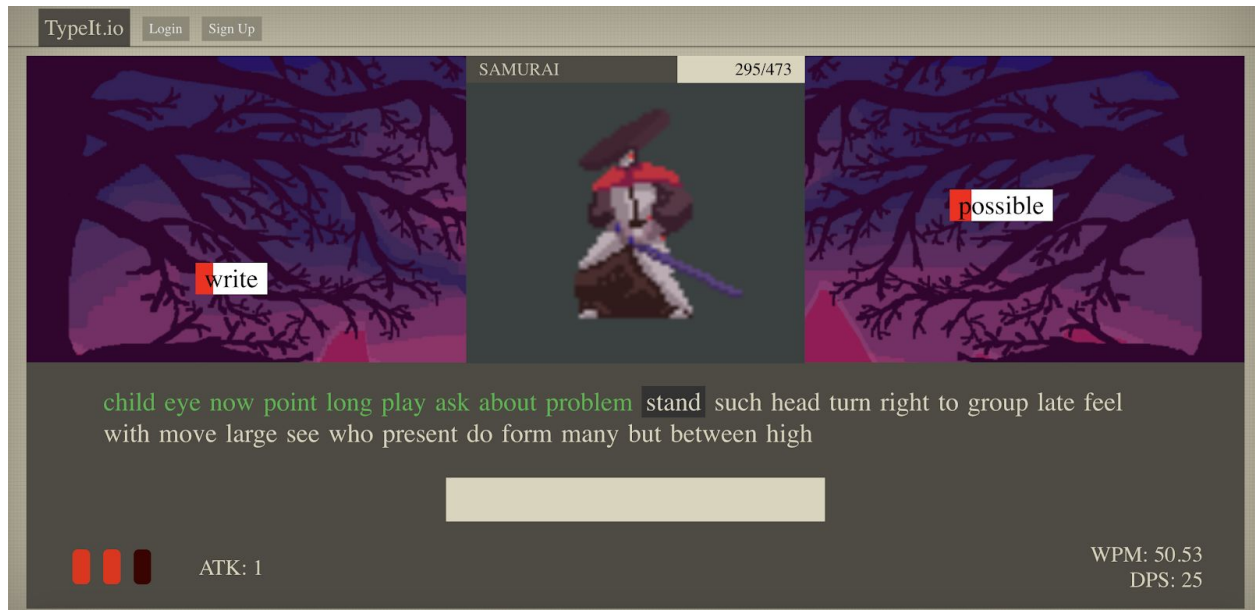 TypeIt.io Login Sign Up
SAMURAI 295/473
possible
write
child eye now point long play ask about problem stand such head turn right to group late feel
with move large see who present do form many but between high
ATK: 1
WPM: 50.53
DPS: 25